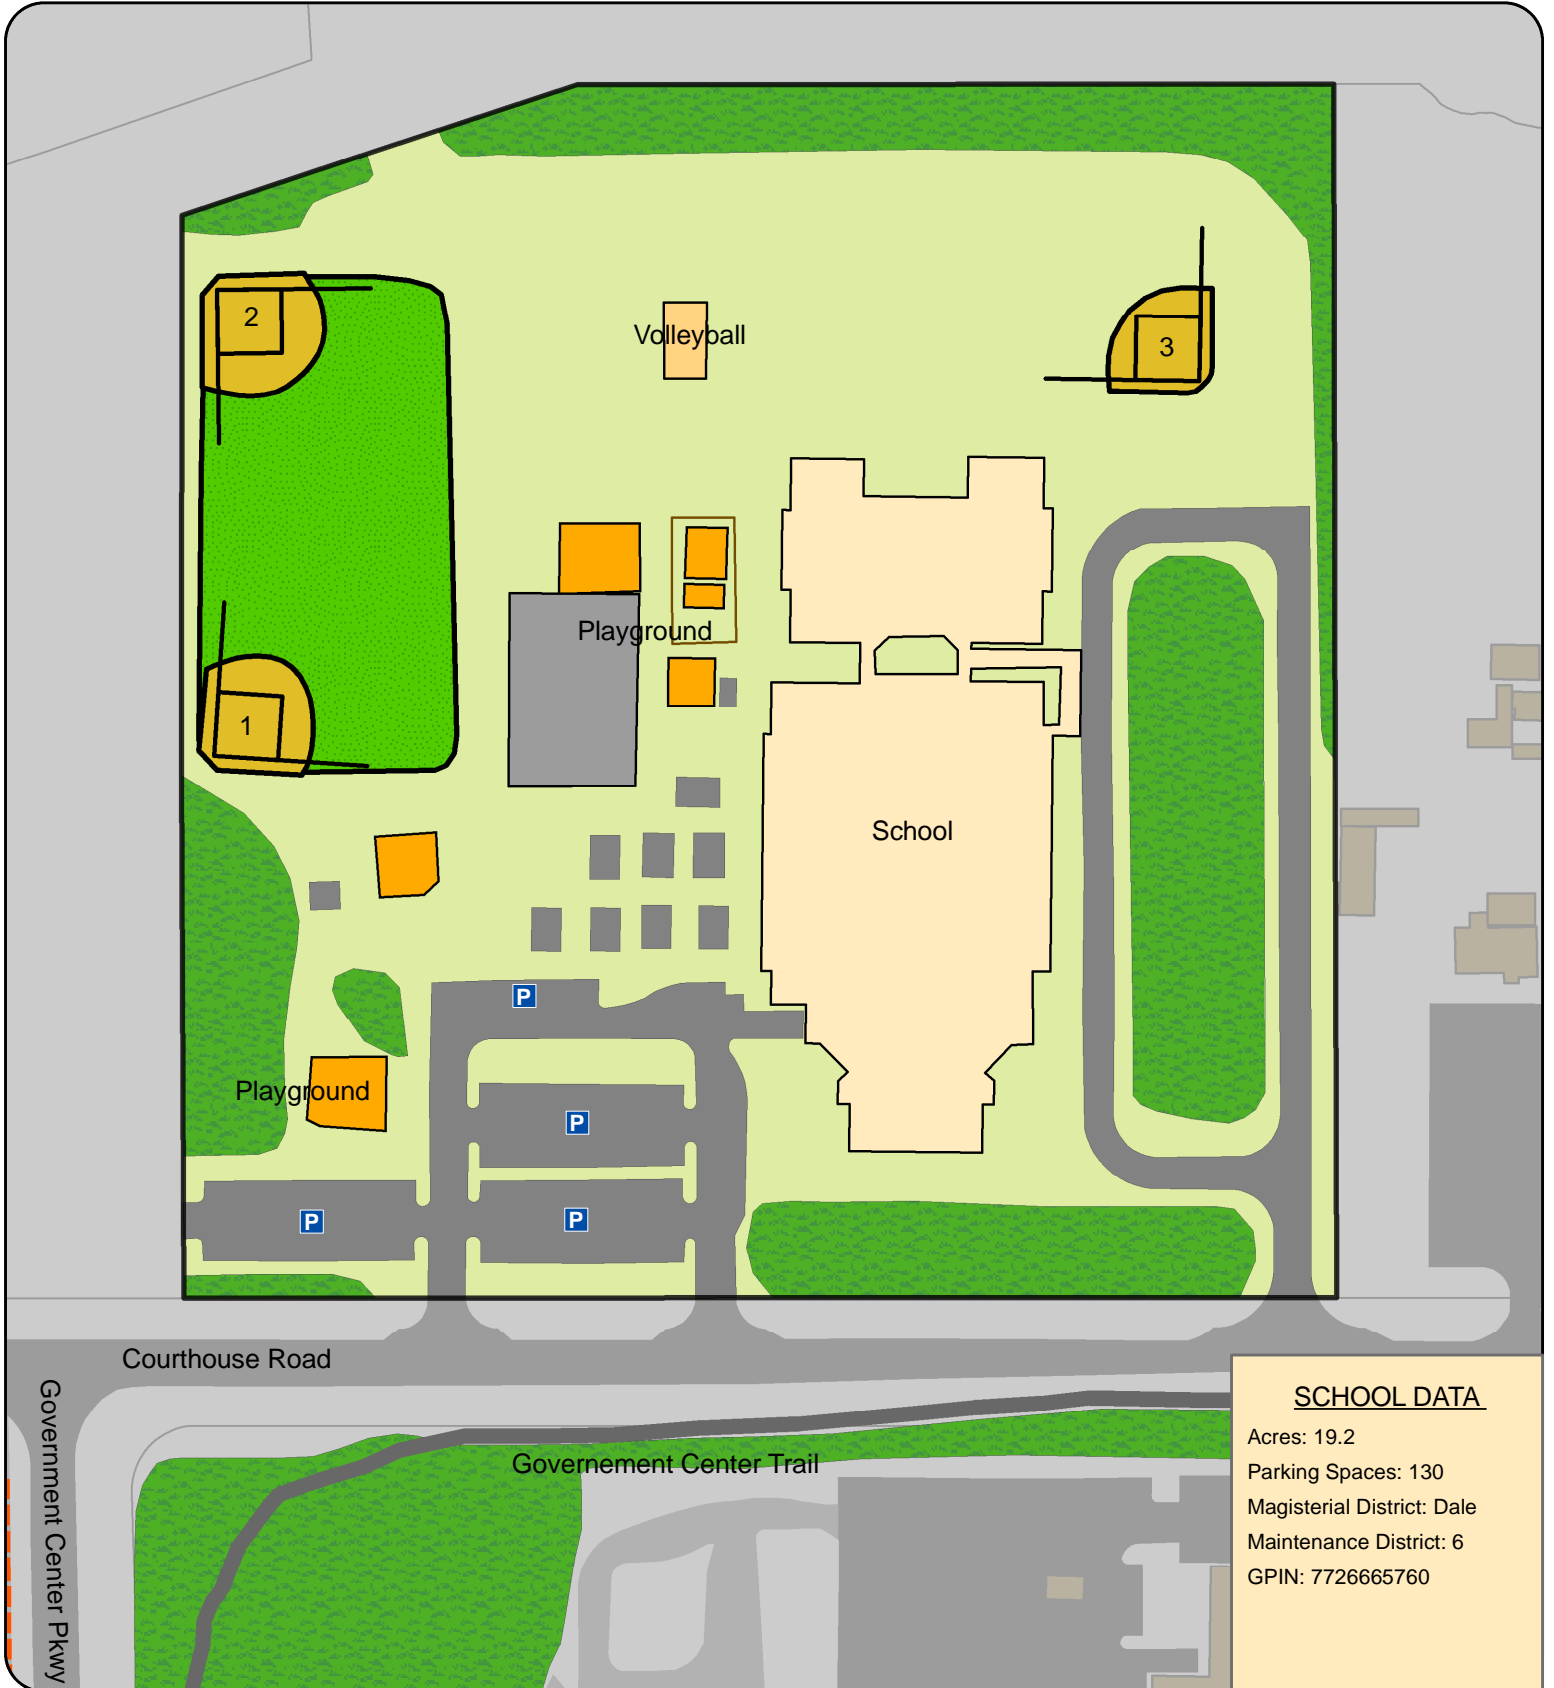 2
Volleyball
3
Playground
1
School
P
Playground
P
P
P
Courthouse Road
Government Center Pkwy
Governement Center Trail
SCHOOL DATA
Acres: 19.2
Parking Spaces: 130
Magisterial District: Dale
Maintenance District: 6
GPIN: 7726665760